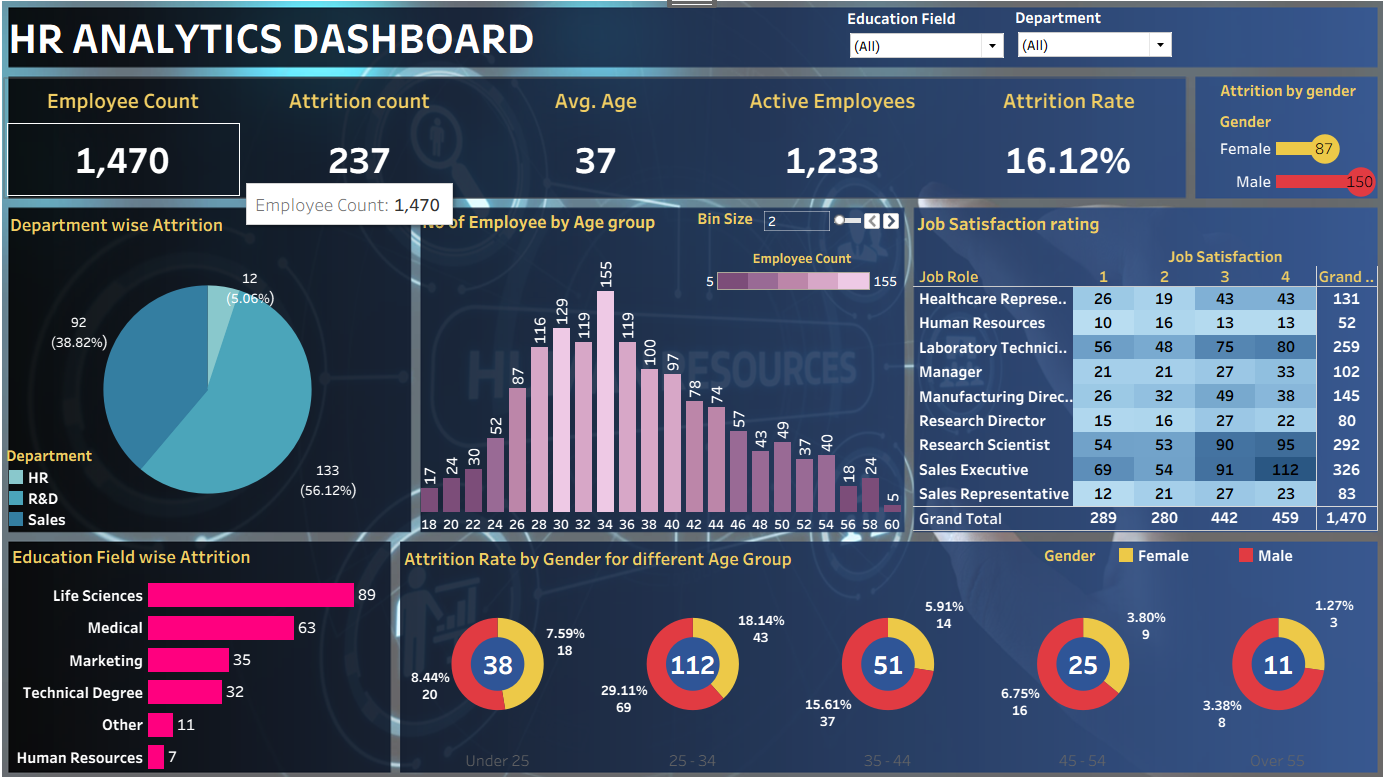 HR ANALYTICS DASHBOARD
Education Field
(All)
Department
(All)
Employee Count
1,470
Attrition count
237
Avg. Age
37
Active Employees
1,233
Attrition Rate
16.12%
Attrition by gender
Gender
Female 87
Male 150
Employee Count: 1,470
Department wise Attrition
12
(5.06%)
92
(38.82%)
133
(56.12%)
Department
HR
R&D
Sales
of Employee by Age group
Bin Size 2
Employee Count
5 155
17 24 30 52 87 116 129 119 155 119 100 97 78 74 57 43 49 37 40 18 24 5
18 20 22 24 26 28 30 32 34 36 38 40 42 44 46 48 50 52 54 56 58 60
HUMAN RESOURCES
Job Satisfaction rating
Job Satisfaction
Job Role 1 2 3 4 Grand ..
Healthcare Represe.. 26 19 43 43 131
Human Resources 10 16 13 13 52
Laboratory Technici.. 56 48 75 80 259
Manager 21 21 27 33 102
Manufacturing Direc.. 26 32 49 38 145
Research Director 15 16 27 22 80
Research Scientist 54 53 90 95 292
Sales Executive 69 54 91 112 326
Sales Representative 12 21 27 23 83
Grand Total 289 280 442 459 1,470
Education Field wise Attrition
Life Sciences 89
Medical 63
Marketing 35
Technical Degree 32
Other 11
Human Resources 7
Attrition Rate by Gender for different Age Group
Gender Female Male
7.59%
18
38
8.44%
20
Under 25
18.14%
43
112
29.11%
69
25 - 34
5.91%
14
51
15.61%
37
35 - 44
3.80%
9
25
6.75%
16
45 - 54
1.27%
3
11
3.38%
8
Over 55